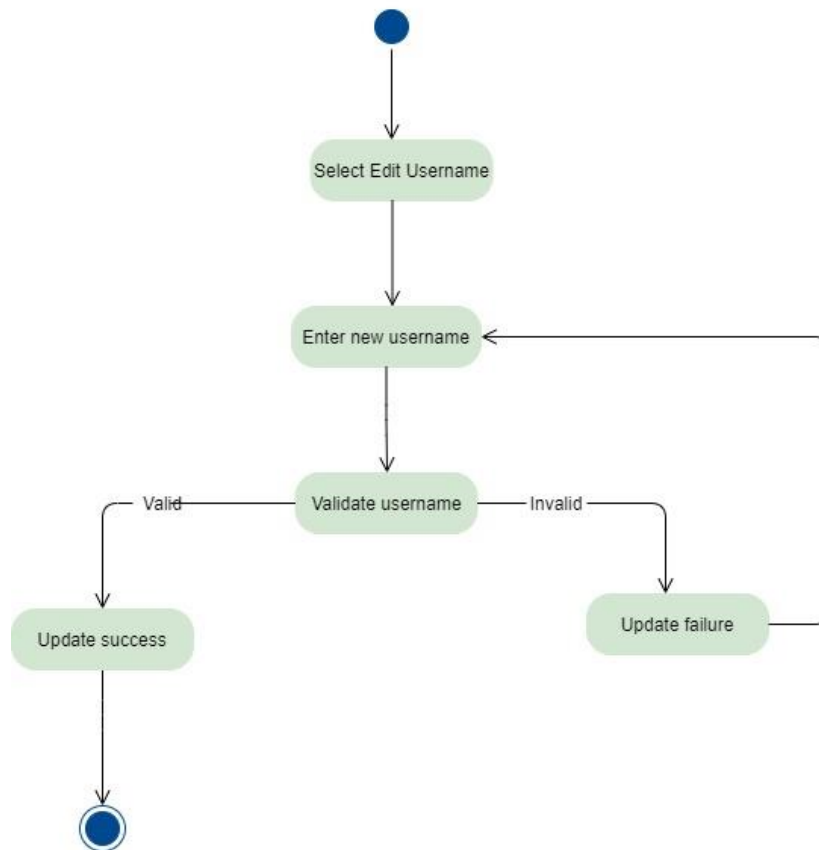 Select Edit Username
Enter new username
Valid
Validate username
Invalid
Update success
Update failure